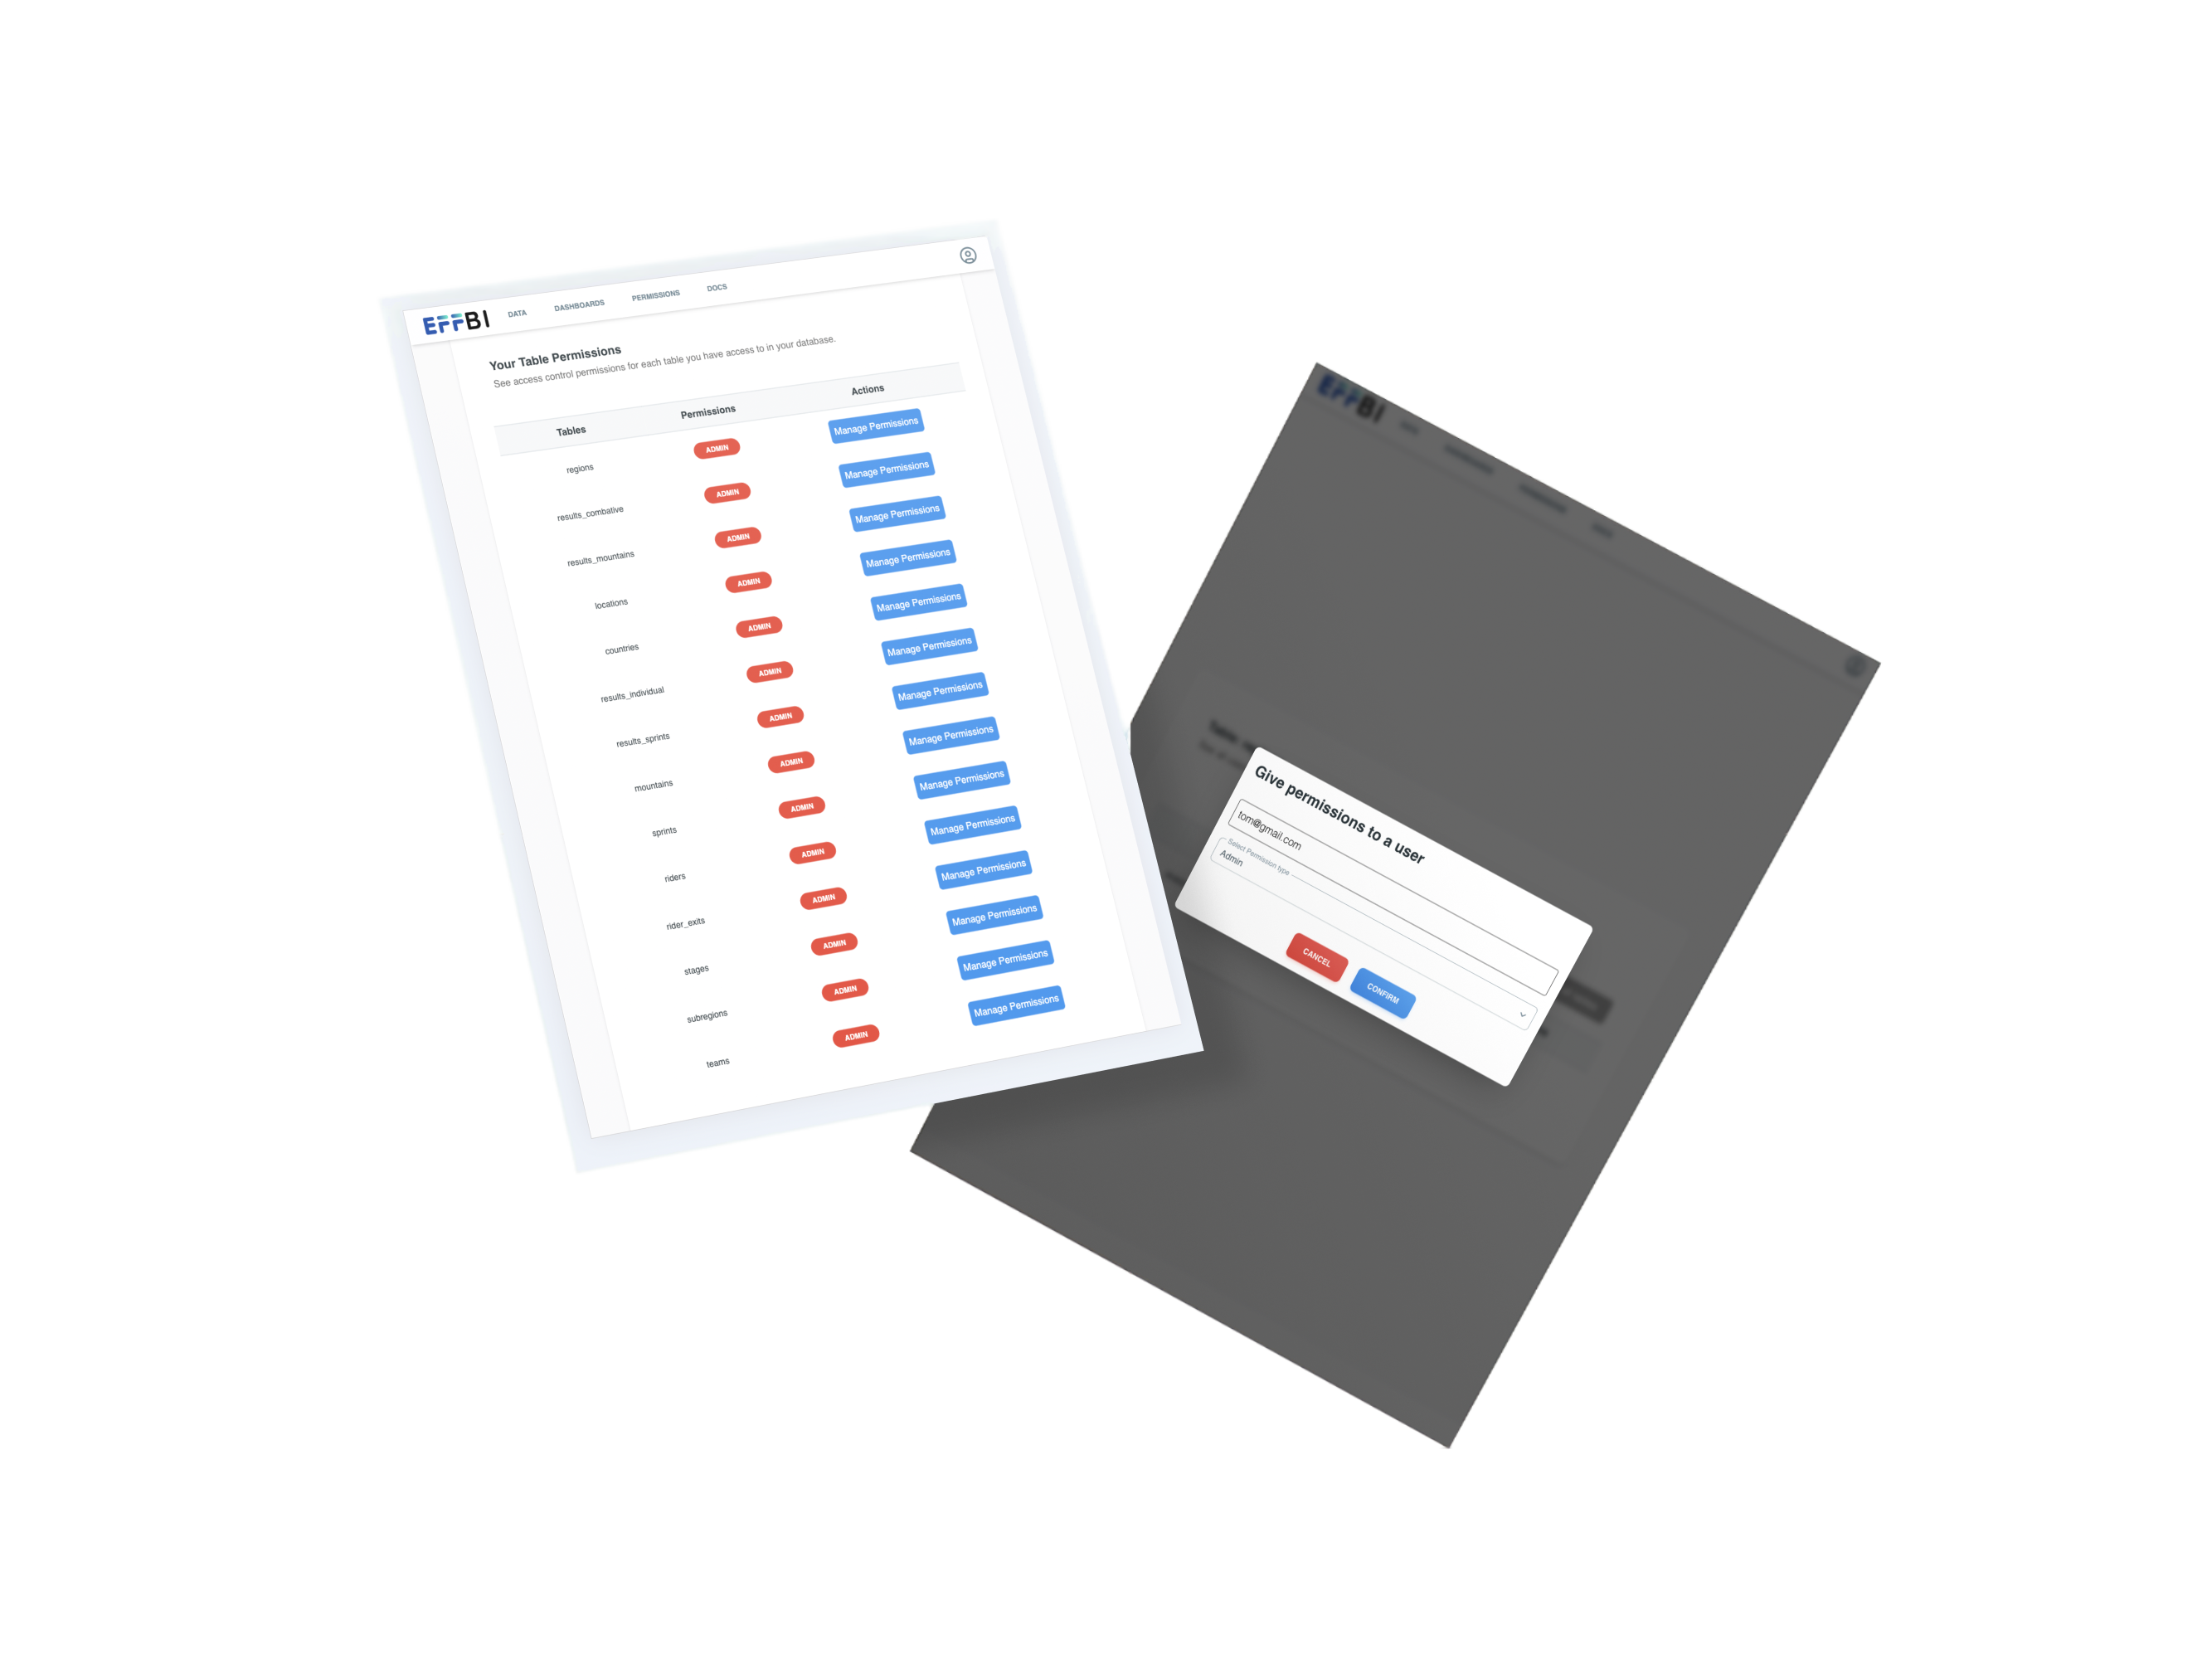 EFFBI DATA DASHBOARDS PERMISSIONS DOCS
Your Table Permissions
See access control permissions for each table you have access to in your database.
Tables Permissions Actions
regions ADMIN Manage Permissions
results_combative ADMIN Manage Permissions
results_mountains ADMIN Manage Permissions
locations ADMIN Manage Permissions
countries ADMIN Manage Permissions
results_individual ADMIN Manage Permissions
results_sprints ADMIN Manage Permissions
mountains ADMIN Manage Permissions
sprints ADMIN Manage Permissions
riders ADMIN Manage Permissions
rider_exits ADMIN Manage Permissions
stages ADMIN Manage Permissions
subregions ADMIN Manage Permissions
teams ADMIN Manage Permissions
EFFBI
Give permissions to a user
tom@gmail.com
Select Permission type
Admin
CANCEL CONFIRM